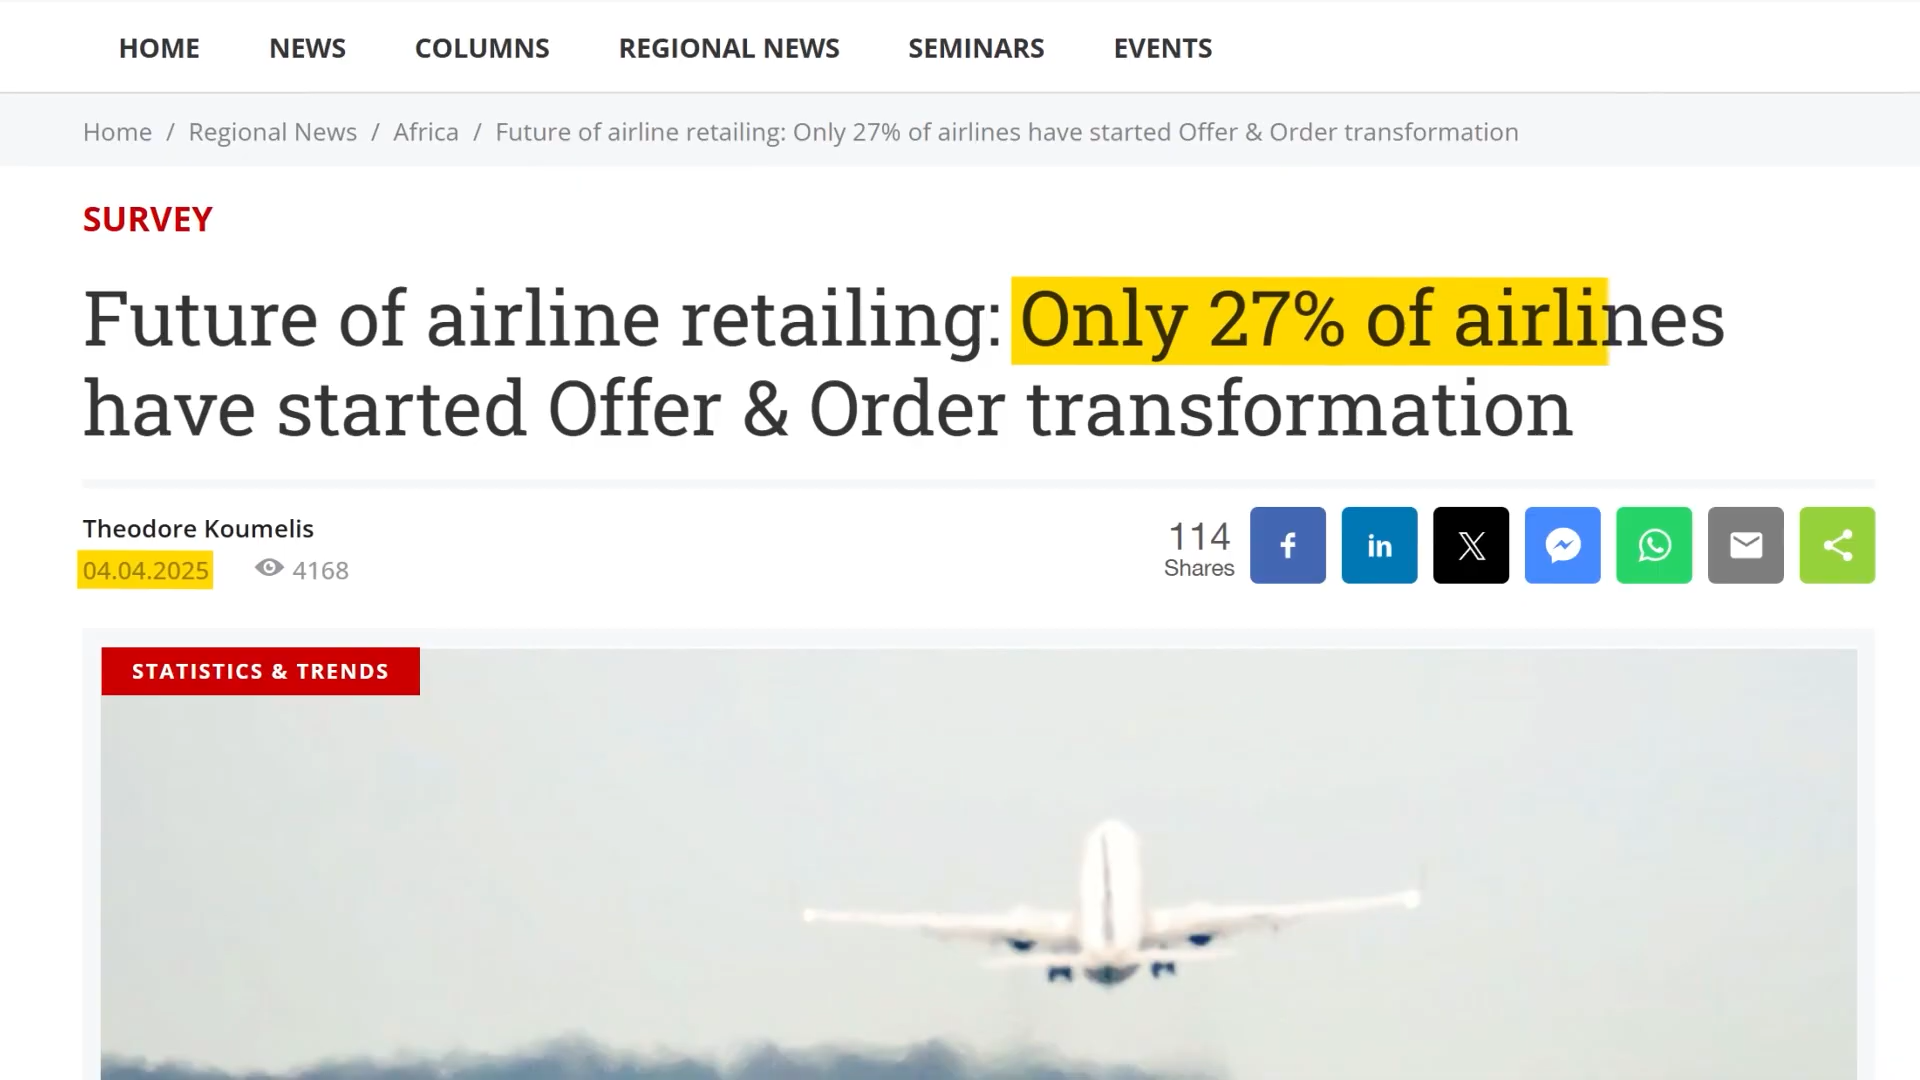 HOME NEWS COLUMNS REGIONAL NEWS SEMINARS EVENTS
Home / Regional News / Africa / Future of airline retailing: Only 27% of airlines have started Offer & Order transformation
SURVEY
Future of airline retailing: Only 27% of airlines
have started Offer & Order transformation
Theodore Koumelis
04.04.2025 4168
114
Shares
STATISTICS & TRENDS